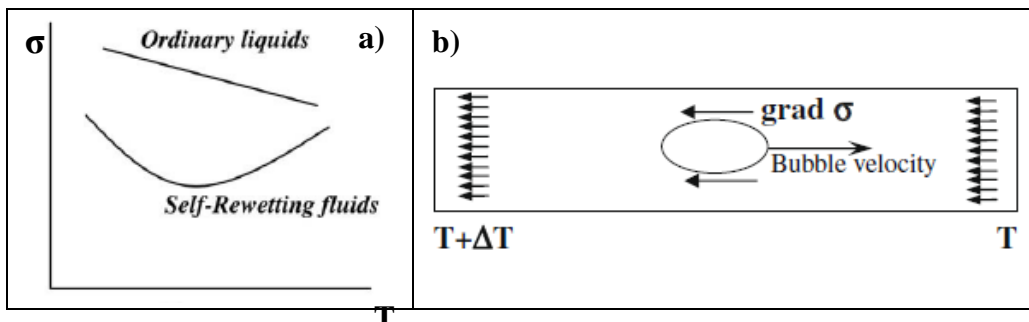 σ
Ordinary liquids
a)
Self-Rewetting fluids
T
b)
grad σ
Bubble velocity
T+ΔT
T